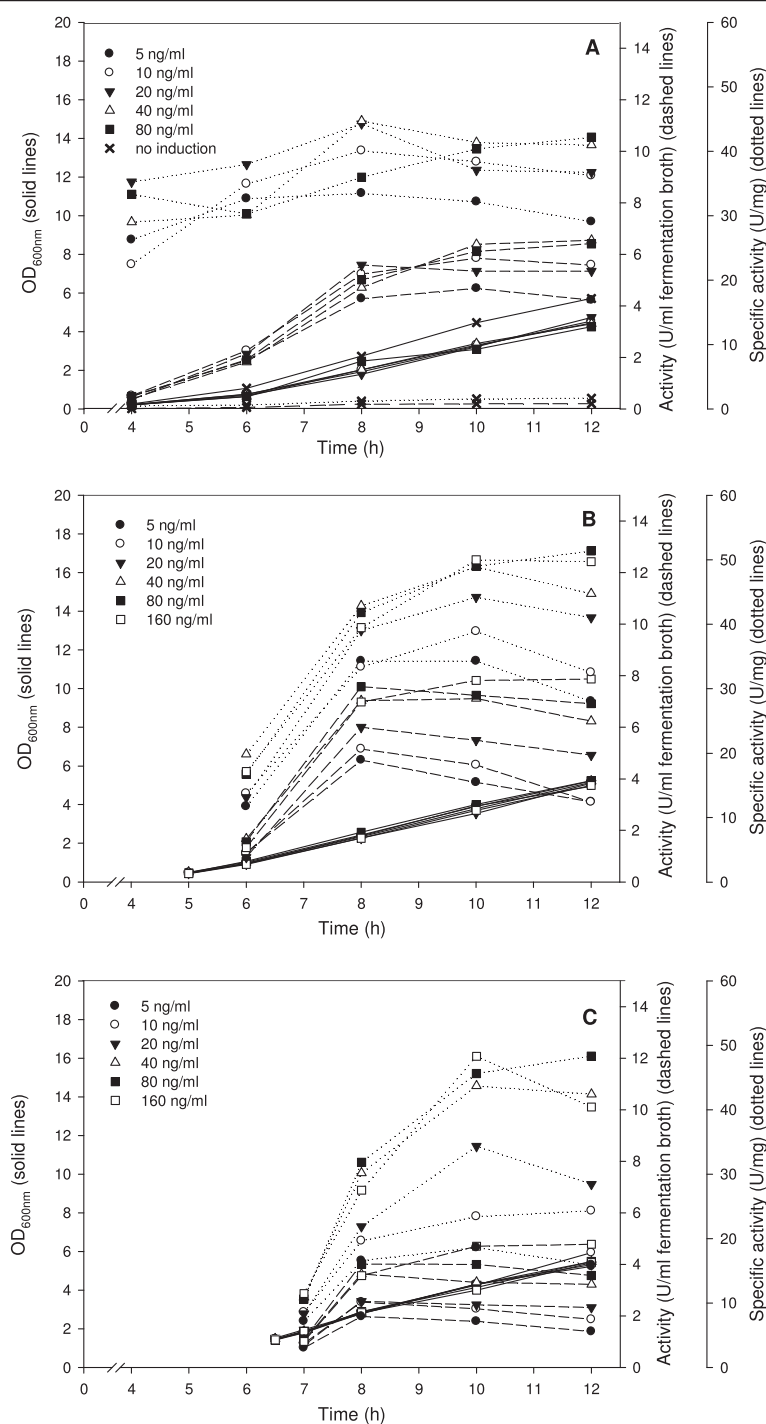 A
5 ng/ml
10 ng/ml
20 ng/ml
40 ng/ml
80 ng/ml
no induction
20
18
16
14
12
10
8
6
4
2
0
OD600nm (solid lines)
14
12
10
8
6
4
2
0
Activity (U/ml fermentation broth) (dashed lines)
60
50
40
30
20
10
0
Specific activity (U/mg) (dotted lines)
0 4 5 6 7 8 9 10 11 12
Time (h)
B
5 ng/ml
10 ng/ml
20 ng/ml
40 ng/ml
80 ng/ml
160 ng/ml
20
18
16
14
12
10
8
6
4
2
0
OD600nm (solid lines)
14
12
10
8
6
4
2
0
Activity (U/ml fermentation broth) (dashed lines)
60
50
40
30
20
10
0
Specific activity (U/mg) (dotted lines)
0 4 5 6 7 8 9 10 11 12
Time (h)
C
5 ng/ml
10 ng/ml
20 ng/ml
40 ng/ml
80 ng/ml
160 ng/ml
20
18
16
14
12
10
8
6
4
2
0
OD600nm (solid lines)
14
12
10
8
6
4
2
0
Activity (U/ml fermentation broth) (dashed lines)
60
50
40
30
20
10
0
Specific activity (U/mg) (dotted lines)
0 4 5 6 7 8 9 10 11 12
Time (h)